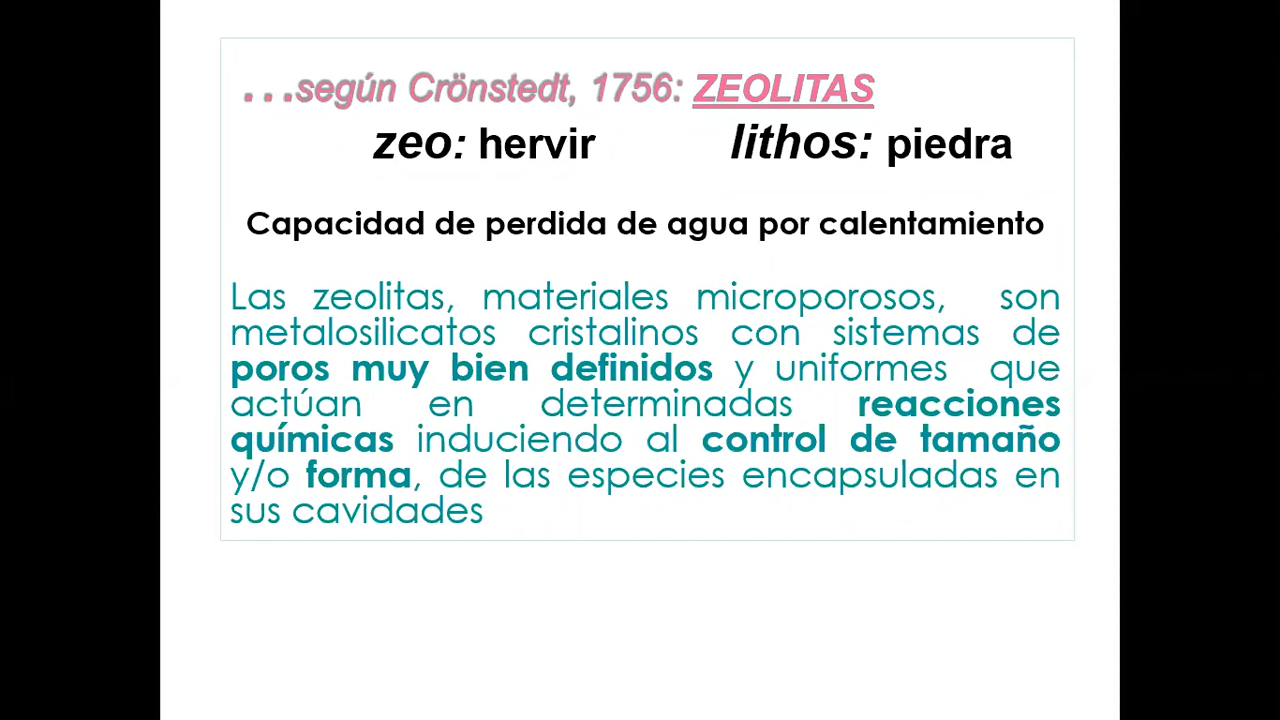 ...según Crönstedt, 1756: ZEOLITAS
zeo: hervir lithos: piedra
Capacidad de perdida de agua por calentamiento
Las zeolitas, materiales microporosos, son
metalosilicatos cristalinos con sistemas de
poros muy bien definidos y uniformes que
actúan en determinadas reacciones
químicas induciendo al control de tamaño
y/o forma, de las especies encapsuladas en
sus cavidades